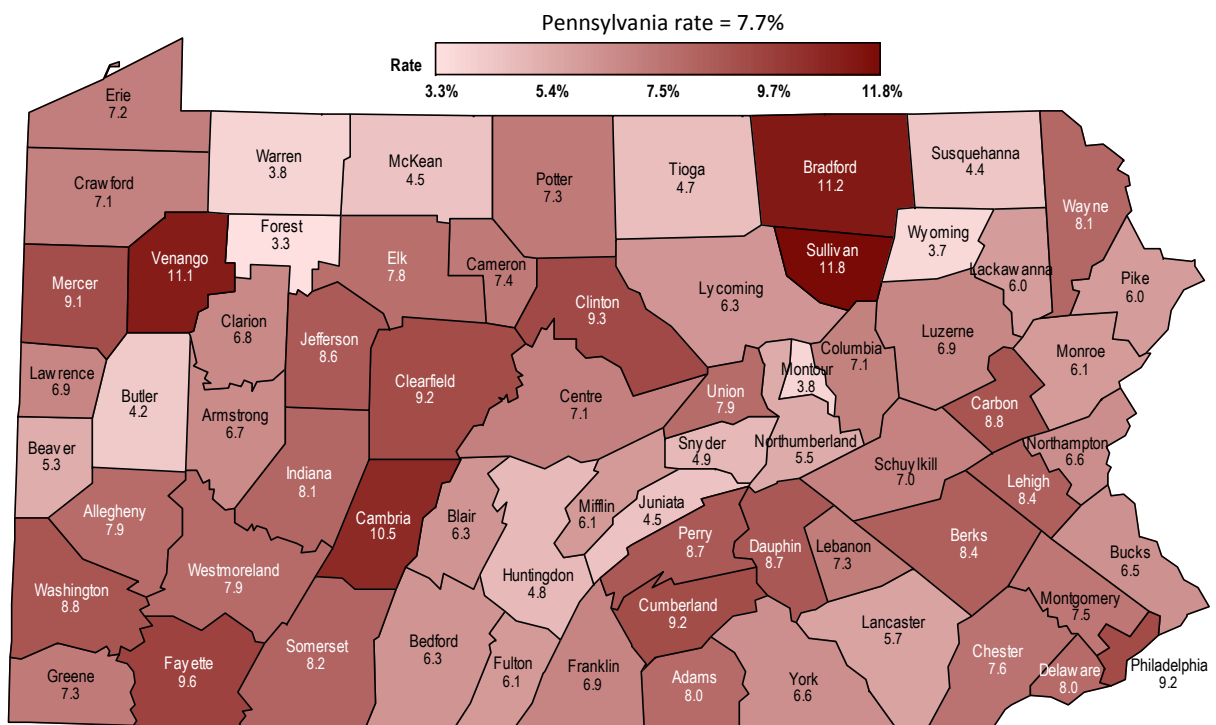 Pennsylvania rate = 7.7%
Rate
3.3% 5.4% 7.5% 9.7% 11.8%
Erie
7.2
Crawford
7.1
Warren
3.8
McKean
4.5
Potter
7.3
Tioga
4.7
Bradford
11.2
Susquehanna
4.4
Wayne
8.1
Forest
3.3
Venango
11.1
Mercer
9.1
Elk
7.8
Cameron
7.4
Clinton
9.3
Lycoming
6.3
Sullivan
11.8
Wyoming
3.7
Lackawanna
6.0
Pike
6.0
Clarion
6.8
Jefferson
8.6
Clearfield
9.2
Centre
7.1
Union
7.9
Montour
3.8
Columbia
7.1
Luzerne
6.9
Monroe
6.1
Carbon
8.8
Lawrence
6.9
Butler
4.2
Armstrong
6.7
Beaver
5.3
Indiana
8.1
Snyder
4.9
Northumberland
5.5
Schuylkill
7.0
Northampton
6.6
Lehigh
8.4
Allegheny
7.9
Westmoreland
7.9
Cambria
10.5
Blair
6.3
Huntingdon
4.8
Mifflin
6.1
Juniata
4.5
Perry
8.7
Dauphin
8.7
Lebanon
7.3
Berks
8.4
Bucks
6.5
Montgomery
7.5
Washington
8.8
Greene
7.3
Fayette
9.6
Somerset
8.2
Bedford
6.3
Fulton
6.1
Franklin
6.9
Cumberland
9.2
Adams
8.0
York
6.6
Lancaster
5.7
Chester
7.6
Delaware
8.0
Philadelphia
9.2